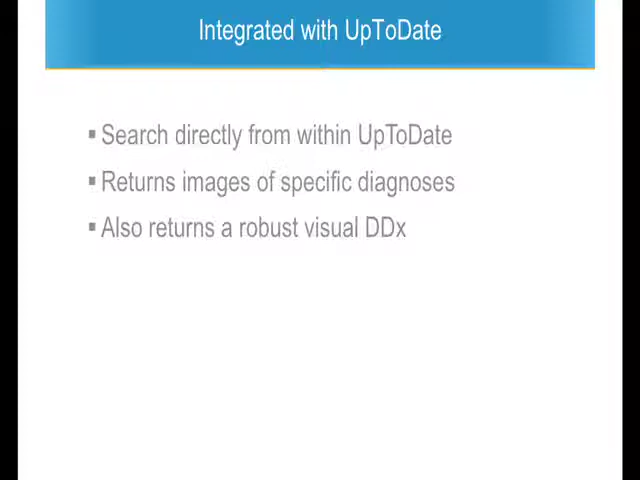 Integrated with UpToDate
▪ Search directly from within UpToDate
▪ Returns images of specific diagnoses
▪ Also returns a robust visual DDx